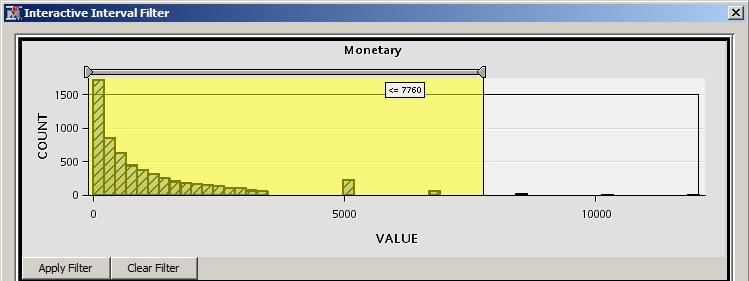 Interactive Interval Filter
Monetary
<= 7760
1500
1000
500
0
COUNT
0 5000 10000
VALUE
Apply Filter Clear Filter